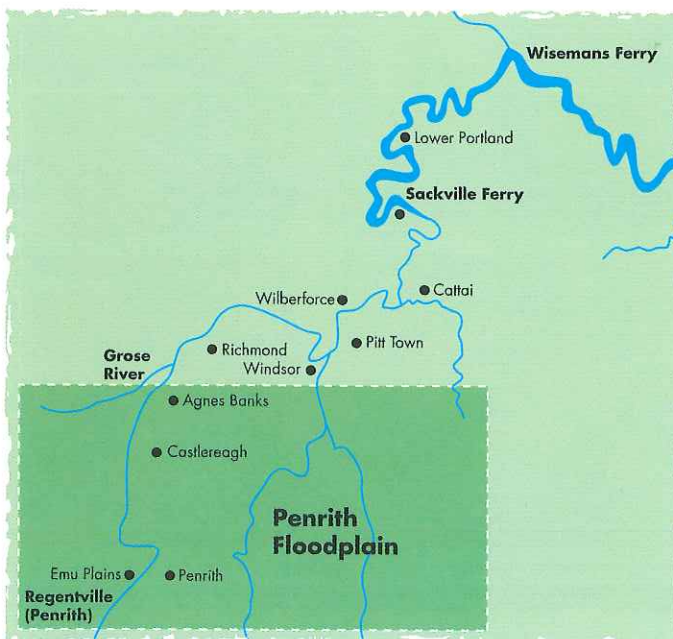 Wisemans Ferry
Lower Portland
Sackville Ferry
Cattai
Wilberforce
Pitt Town
Richmond
Windsor
Grose
River
Agnes Banks
Castlereagh
Penrith
Floodplain
Emu Plains
Penrith
Regentville
(Penrith)